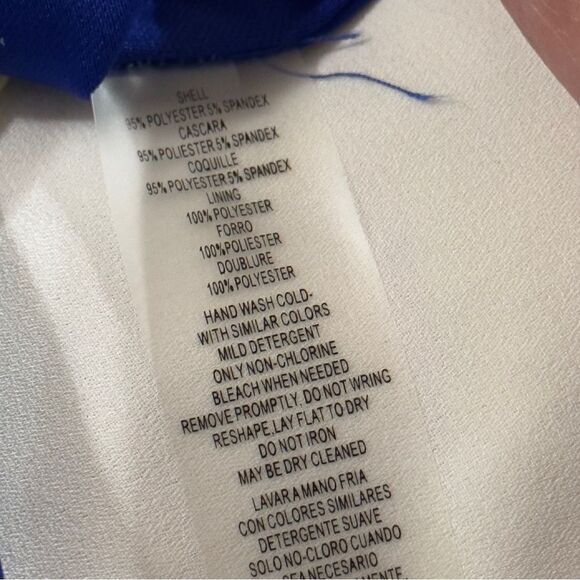 SHELL
95% POLYESTER 5% SPANDEX
CASCARA
95% POLIESTER 5% SPANDEX
COQUILLE
95% POLYESTER 5% SPANDEX
LINING
100% POLYESTER
FORRO
100% POLIESTER
DOUBLURE
100% POLYESTER
HAND WASH COLD-
WITH SIMILAR COLORS
MILD DETERGENT
ONLY NON-CHLORINE
BLEACH WHEN NEEDED
REMOVE PROMPTLY, DO NOT WRING
RESHAPE, LAY FLAT TO DRY
DO NOT IRON
MAY BE DRY CLEANED
LAVAR A MANO FRIA
CON COLORES SIMILARES
DETERGENTE SUAVE
SOLO NO-CLORO CUANDO
SEA NECESARIO